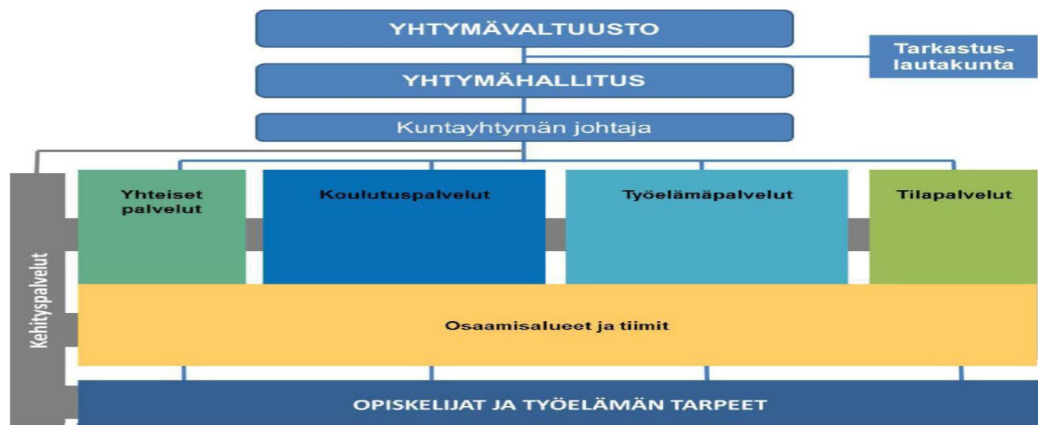 YHTYMÄVALTUUSTO
Tarkastus-
lautakunta
YHTYMÄHALLITUS
Kuntayhtymän johtaja
Yhteiset
palvelut
Koulutuspalvelut
Työelämäpalvelut
Tilapalvelut
Kehityspalvelut
Osaamisalueet ja tiimit
OPISKELIJAT JA TYÖELÄMÄN TARPEET